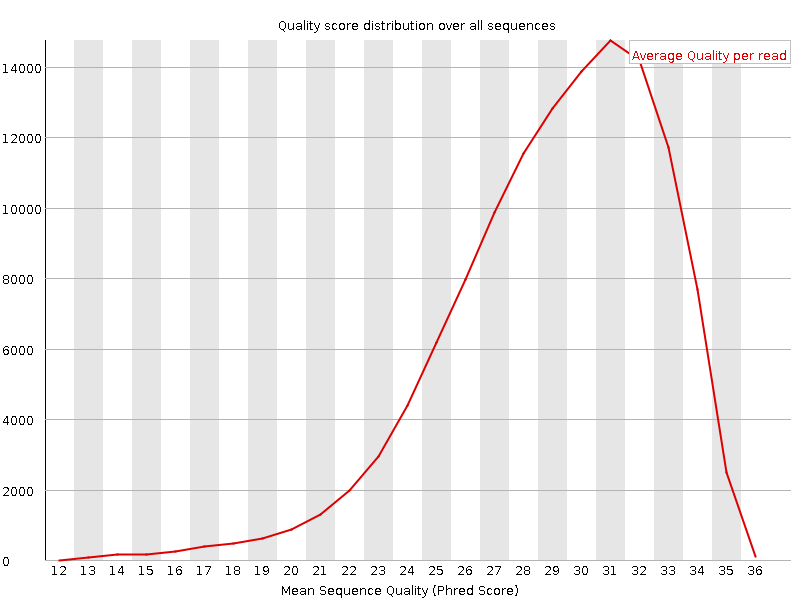 Quality score distribution over all sequences
Average Quality per read
14000
12000
10000
8000
6000
4000
2000
0
12 13 14 15 16 17 18 19 20 21 22 23 24 25 26 27 28 29 30 31 32 33 34 35 36
Mean Sequence Quality (Phred Score)